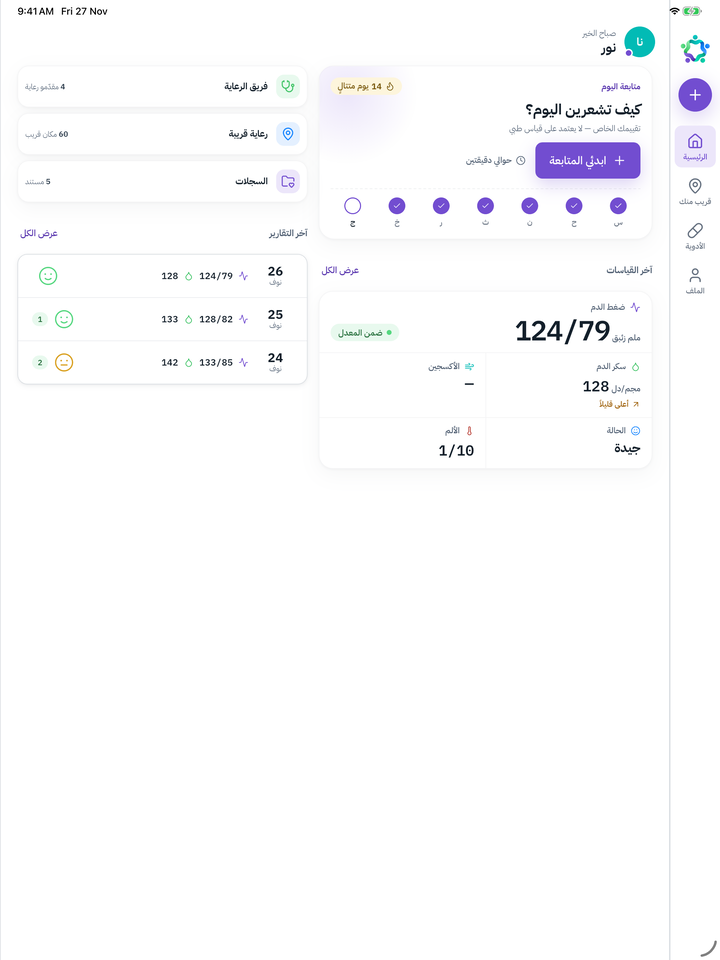 9:41 AM Fri 27 Nov
صباح الخير
نور
نا
الرئيسية
قريب منك
الأدوية
الملف
متابعة اليوم
14 يوم متتالٍ
كيف تشعرين اليوم؟
تقييمك الخاص — لا يعتمد على قياس طبي
ابدئي المتابعة
حوالي دقيقتين
س ح ن ث ر خ ج
آخر القياسات
عرض الكل
ضغط الدم
124/79 ملم زئبق
ضمن المعدل
سكر الدم
128 مجم/دل
أعلى قليلاً
الأكسجين
—
الحالة
جيدة
الألم
1/10
فريق الرعاية
4 مقدّمو رعاية
رعاية قريبة
60 مكان قريب
السجلات
5 مستند
آخر التقارير
عرض الكل
26 نوف 124/79 128
25 نوف 128/82 133 1
24 نوف 133/85 142 2